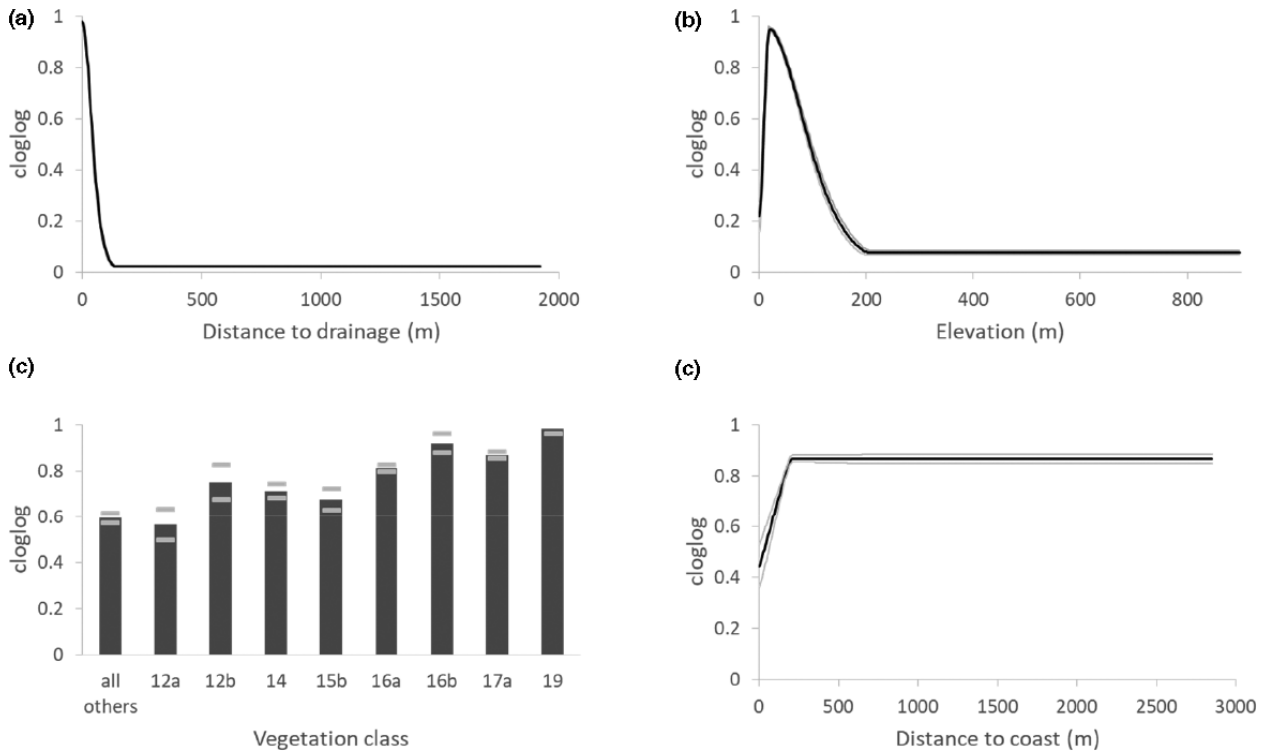 (a)
1
0.8
0.6
0.4
0.2
0
cloglog
0 500 1000 1500 2000
Distance to drainage (m)
(b)
1
0.8
0.6
0.4
0.2
0
cloglog
0 200 400 600 800
Elevation (m)
(c)
1
0.8
0.6
0.4
0.2
0
cloglog
all others 12a 12b 14 15b 16a 16b 17a 19
Vegetation class
(c)
1
0.8
0.6
0.4
0.2
0
cloglog
0 500 1000 1500 2000 2500 3000
Distance to coast (m)